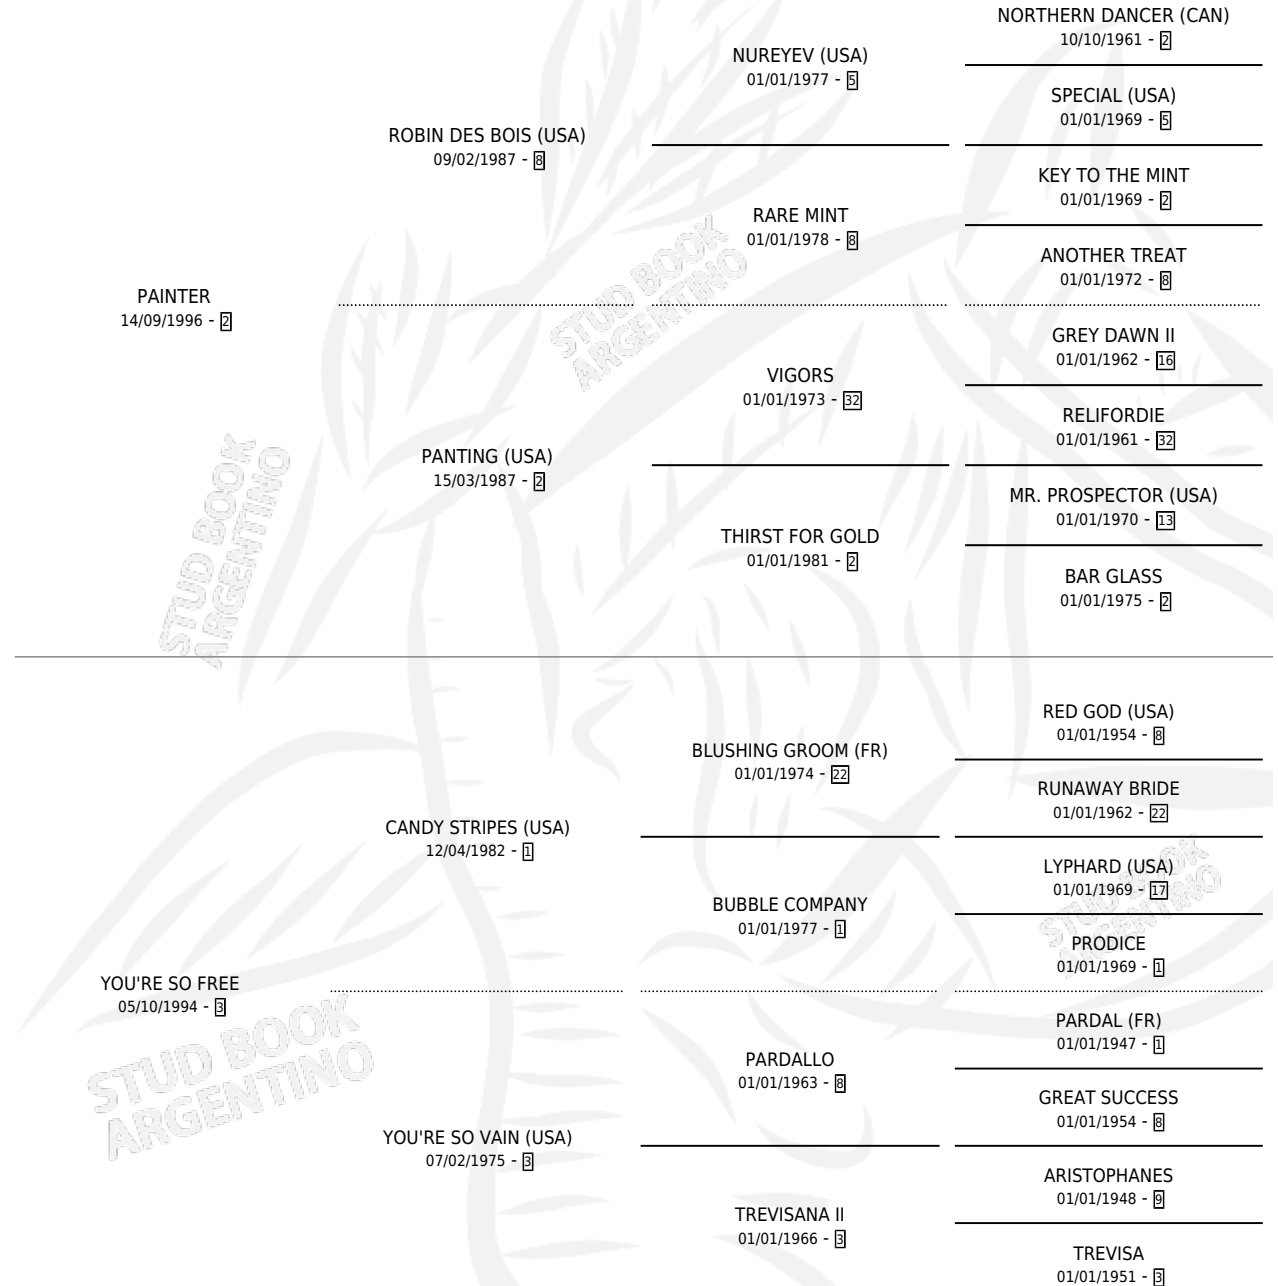 NORTHERN DANCER (CAN)
10/10/1961 - 2
NUREYEV (USA)
01/01/1977 - 5
SPECIAL (USA)
01/01/1969 - 5
ROBIN DES BOIS (USA)
09/02/1987 - 8
KEY TO THE MINT
01/01/1969 - 2
RARE MINT
01/01/1978 - 8
ANOTHER TREAT
01/01/1972 - 8
PAINTER
14/09/1996 - 2
GREY DAWN II
01/01/1962 - 16
VIGORS
01/01/1973 - 32
RELIFORDIE
01/01/1961 - 32
PANTING (USA)
15/03/1987 - 2
MR. PROSPECTOR (USA)
01/01/1970 - 13
THIRST FOR GOLD
01/01/1981 - 2
BAR GLASS
01/01/1975 - 2
RED GOD (USA)
01/01/1954 - 8
BLUSHING GROOM (FR)
01/01/1974 - 22
RUNAWAY BRIDE
01/01/1962 - 22
CANDY STRIPES (USA)
12/04/1982 - 1
LYPHARD (USA)
01/01/1969 - 17
BUBBLE COMPANY
01/01/1977 - 1
PRODICE
01/01/1969 - 1
YOU'RE SO FREE
05/10/1994 - 3
PARDAL (FR)
01/01/1947 - 1
PARDALLO
01/01/1963 - 8
GREAT SUCCESS
01/01/1954 - 8
YOU'RE SO VAIN (USA)
07/02/1975 - 3
ARISTOPHANES
01/01/1948 - 9
TREVISANA II
01/01/1966 - 3
TREVISA
01/01/1951 - 3
STUD BOOK
ARGENTINO
STUD BOOK
ARGENTINO
STUD BOOK
ARGENTINO
STUD BOOK
ARGENTINO